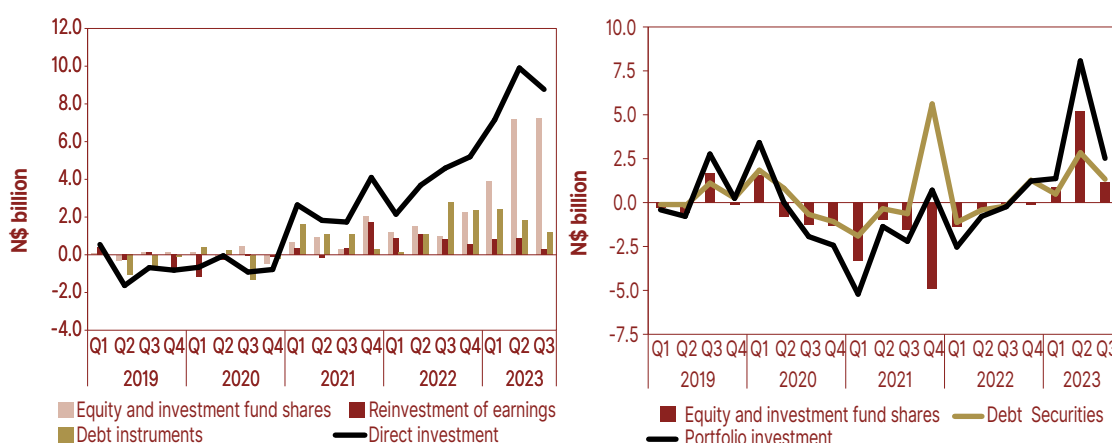 12.0
10.0
8.0
6.0
4.0
2.0
0.0
-2.0
-4.0
N$ billion
Q1 Q2 Q3 Q4 Q1 Q2 Q3 Q4 Q1 Q2 Q3 Q4 Q1 Q2 Q3 Q4 Q1 Q2 Q3
2019 2020 2021 2022 2023
Equity and investment fund shares Reinvestment of earnings
Debt instruments Direct investment
10.0
7.5
5.0
2.5
0.0
-2.5
-5.0
-7.5
N$ billion
Q1 Q2 Q3 Q4 Q1 Q2 Q3 Q4 Q1 Q2 Q3 Q4 Q1 Q2 Q3 Q4 Q1 Q2 Q3
2019 2020 2021 2022 2023
Equity and investment fund shares Debt Securities
Portfolio investment